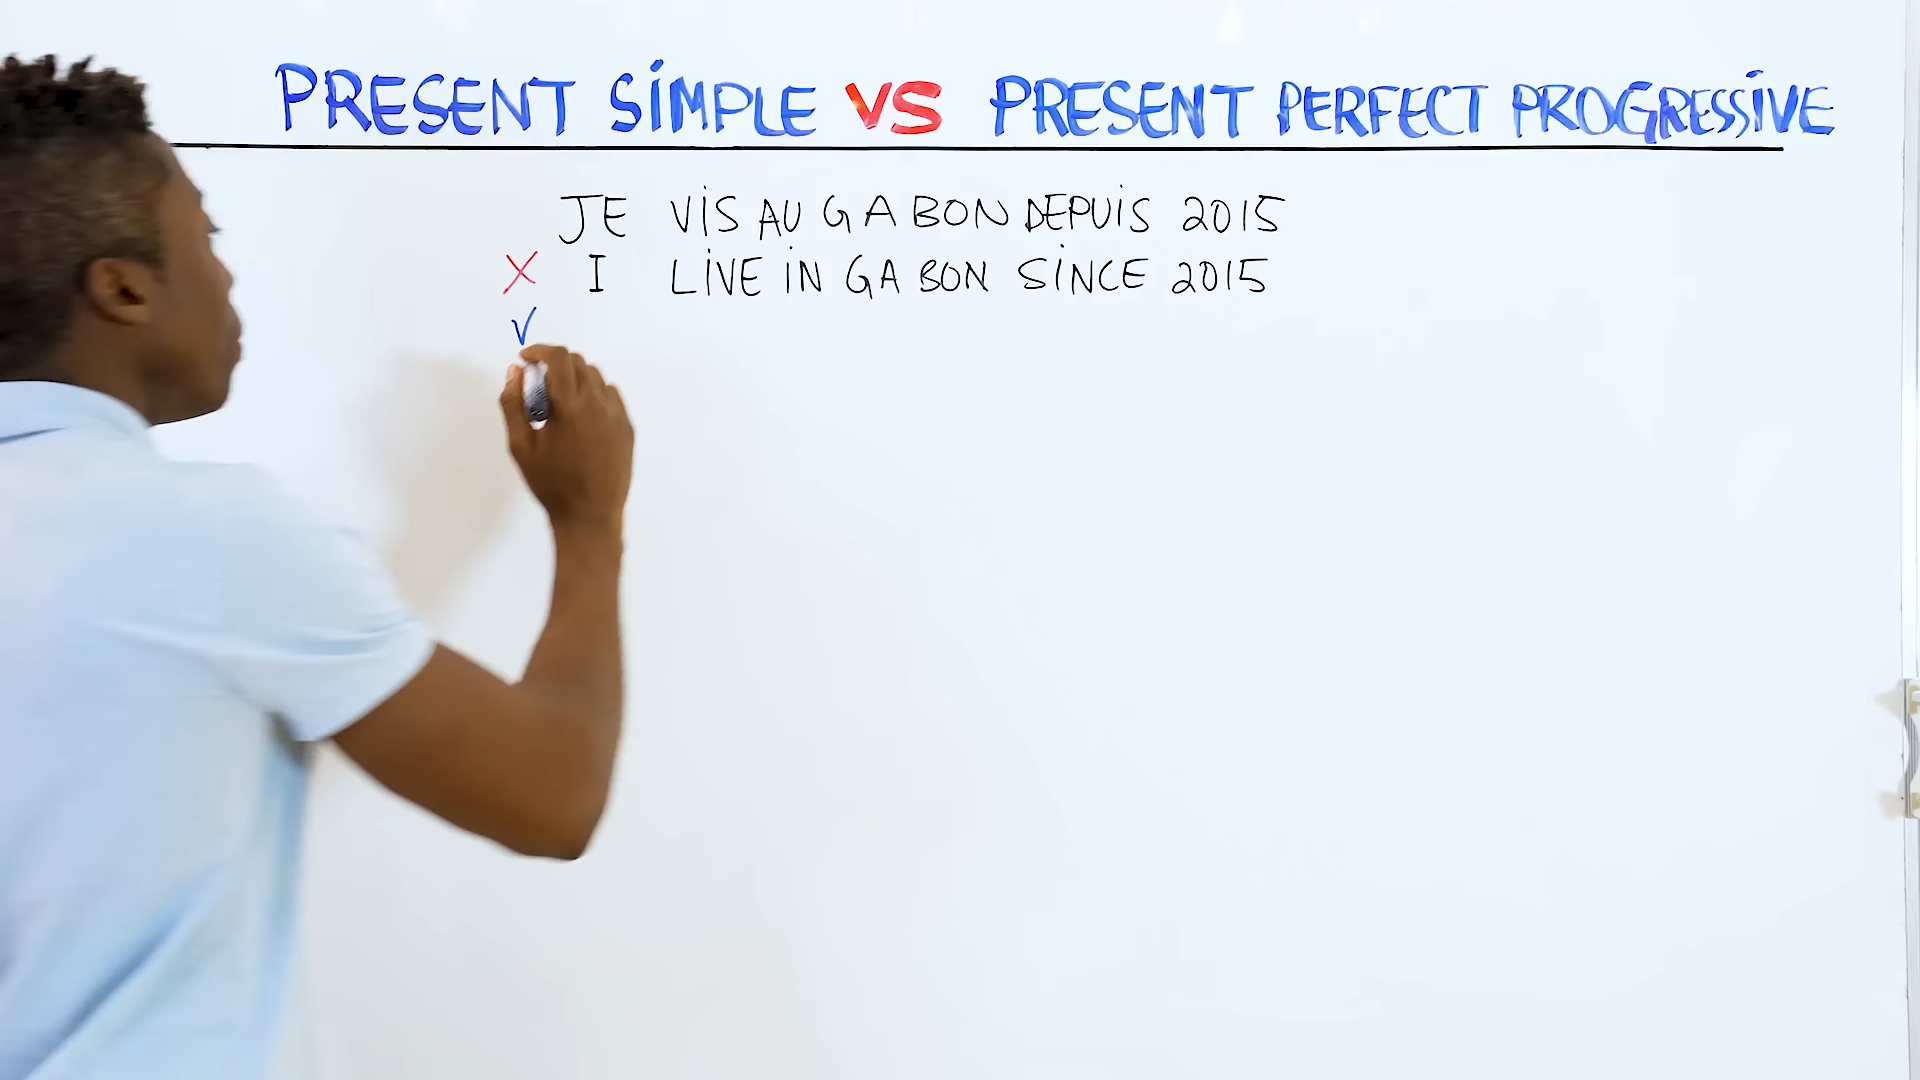 PRESENT SIMPLE VS PRESENT PERFECT PROGRESSIVE
JE VIS AU GABON DEPUIS 2015
X I LIVE IN GABON SINCE 2015
✓